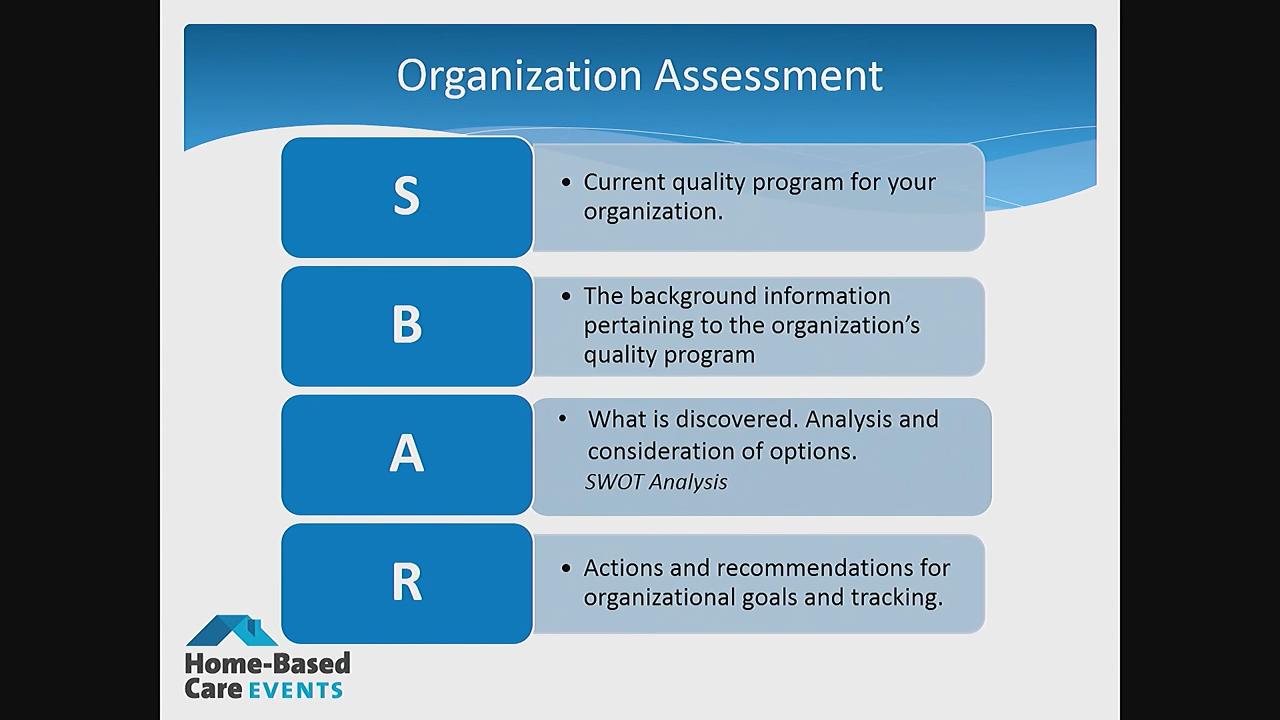 Organization Assessment
S
• Current quality program for your
organization.
B
• The background information
pertaining to the organization’s
quality program
A
• What is discovered. Analysis and
consideration of options.
SWOT Analysis
R
• Actions and recommendations for
organizational goals and tracking.
Home-Based
Care EVENTS